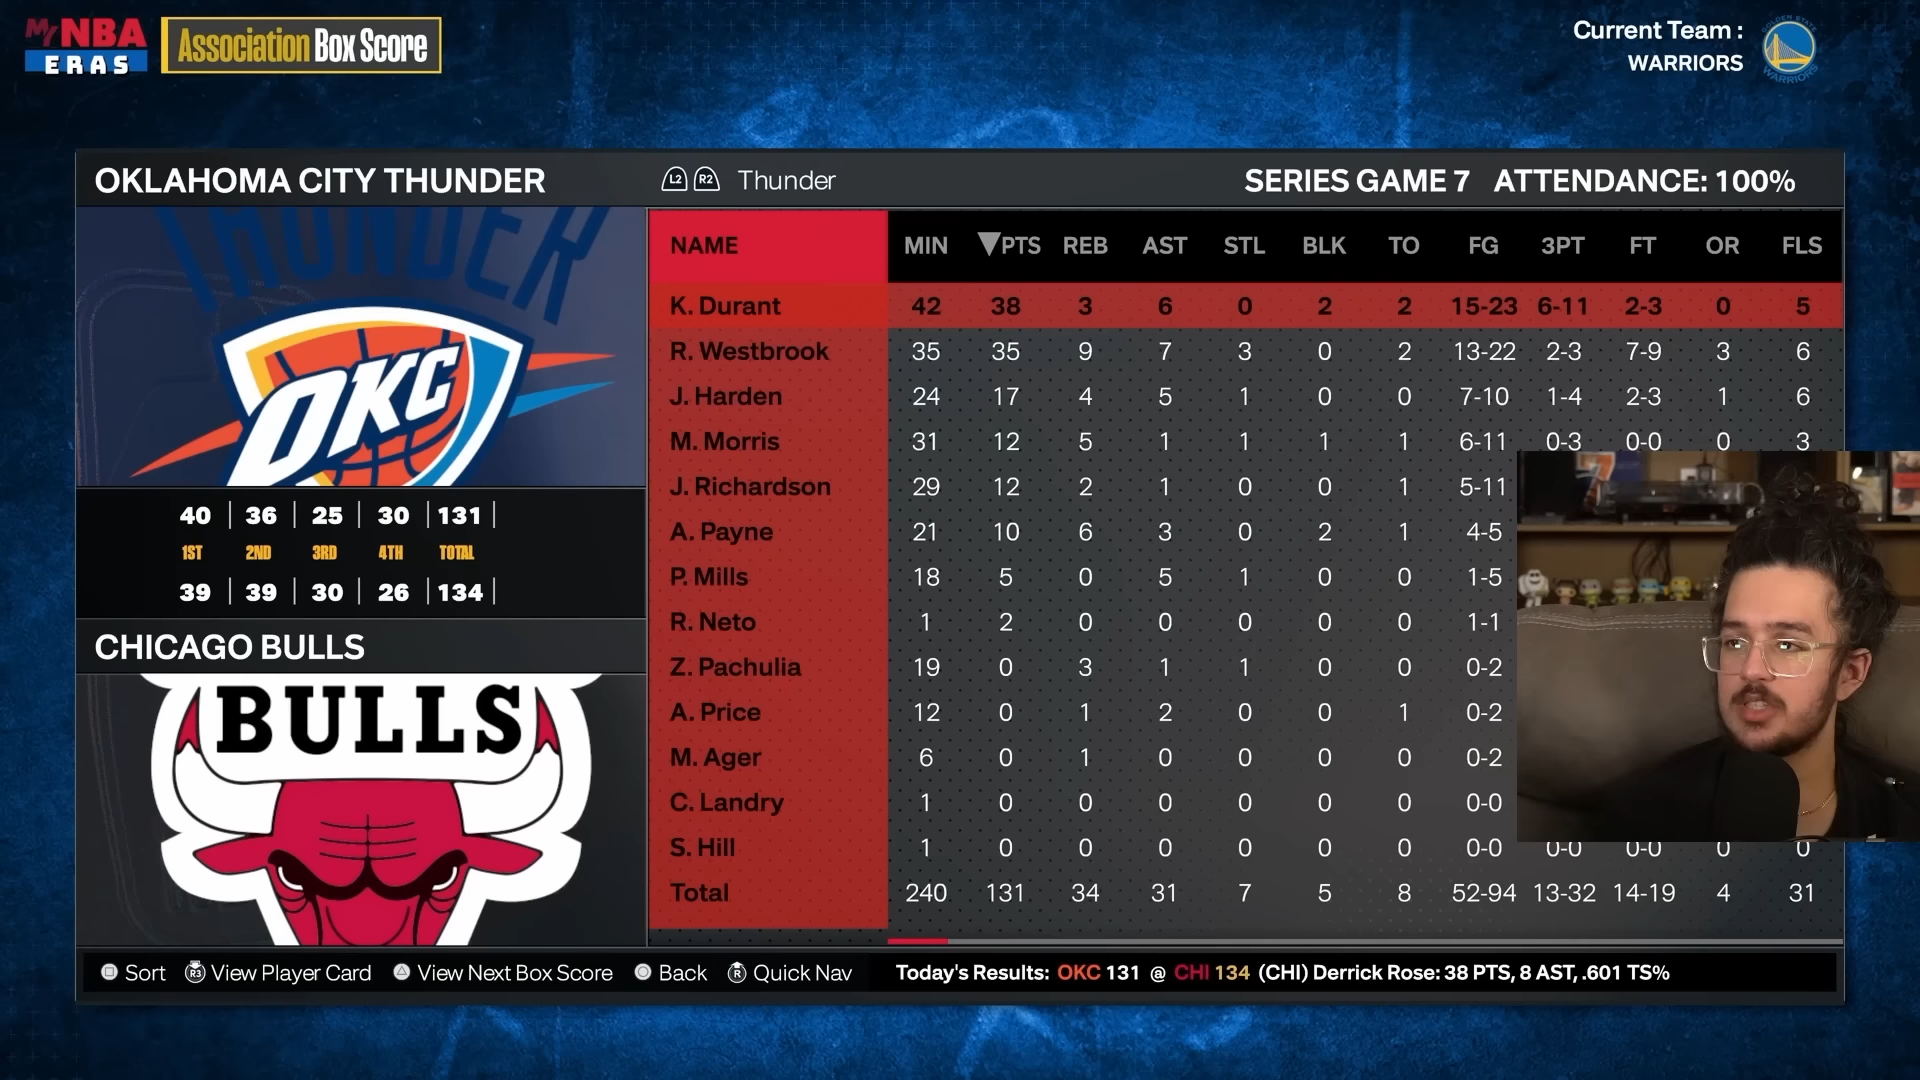 MyNBA ERAS
Association Box Score
Current Team :
WARRIORS
GOLDEN STATE WARRIORS
OKLAHOMA CITY THUNDER
L2 R2 Thunder
SERIES GAME 7 ATTENDANCE: 100%
THUNDER
OKC
40 36 25 30 131
1ST 2ND 3RD 4TH TOTAL
39 39 30 26 134
CHICAGO BULLS
BULLS
NAME MIN ▼PTS REB AST STL BLK TO FG 3PT FT OR FLS
K. Durant 42 38 3 6 0 2 2 15-23 6-11 2-3 0 5
R. Westbrook 35 35 9 7 3 0 2 13-22 2-3 7-9 3 6
J. Harden 24 17 4 5 1 0 0 7-10 1-4 2-3 1 6
M. Morris 31 12 5 1 1 1 1 6-11 0-3 0-0 0 3
J. Richardson 29 12 2 1 0 0 1 5-11
A. Payne 21 10 6 3 0 2 1 4-5
P. Mills 18 5 0 5 1 0 0 1-5
R. Neto 1 2 0 0 0 0 0 1-1
Z. Pachulia 19 0 3 1 1 0 0 0-2
A. Price 12 0 1 2 0 0 1 0-2
M. Ager 6 0 1 0 0 0 0 0-2
C. Landry 1 0 0 0 0 0 0 0-0
S. Hill 1 0 0 0 0 0 0 0-0 0-0 0-0 0 0
Total 240 131 34 31 7 5 8 52-94 13-32 14-19 4 31
Sort R3 View Player Card View Next Box Score Back R Quick Nav
Today's Results: OKC 131 @ CHI 134 (CHI) Derrick Rose: 38 PTS, 8 AST, .601 TS%